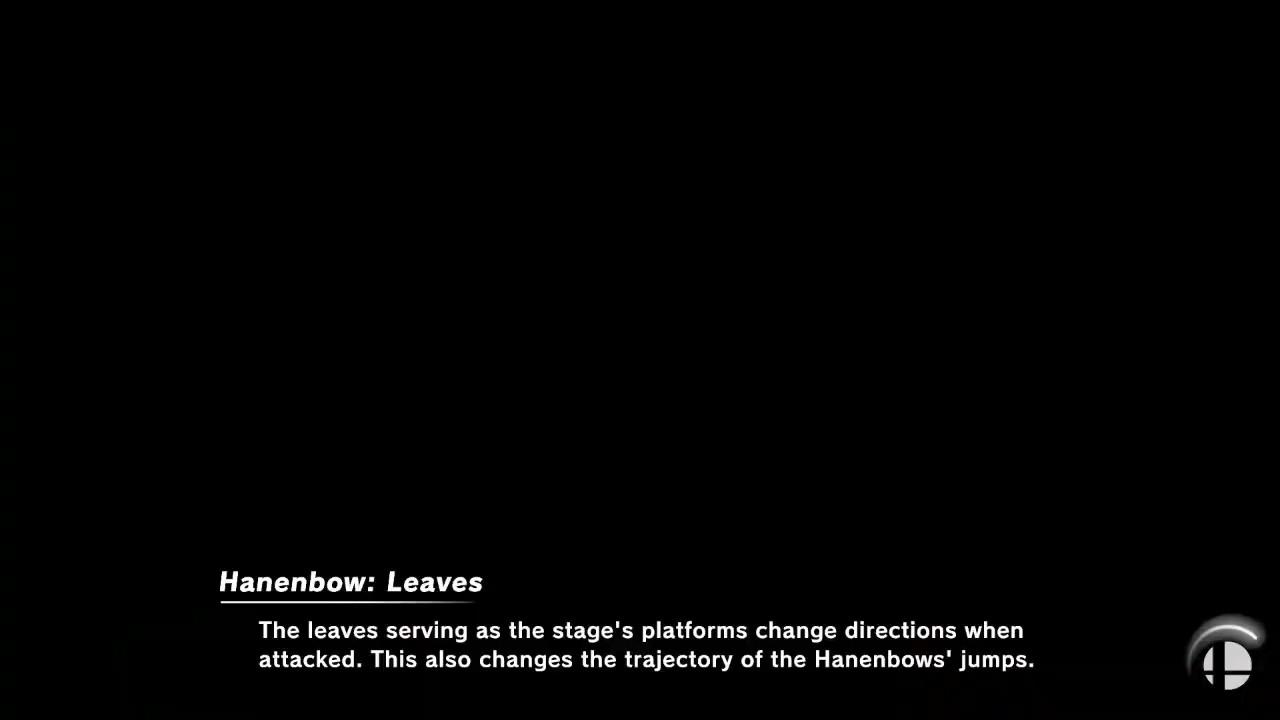 Hanenbow: Leaves
The leaves serving as the stage's platforms change directions when
attacked. This also changes the trajectory of the Hanenbows' jumps.